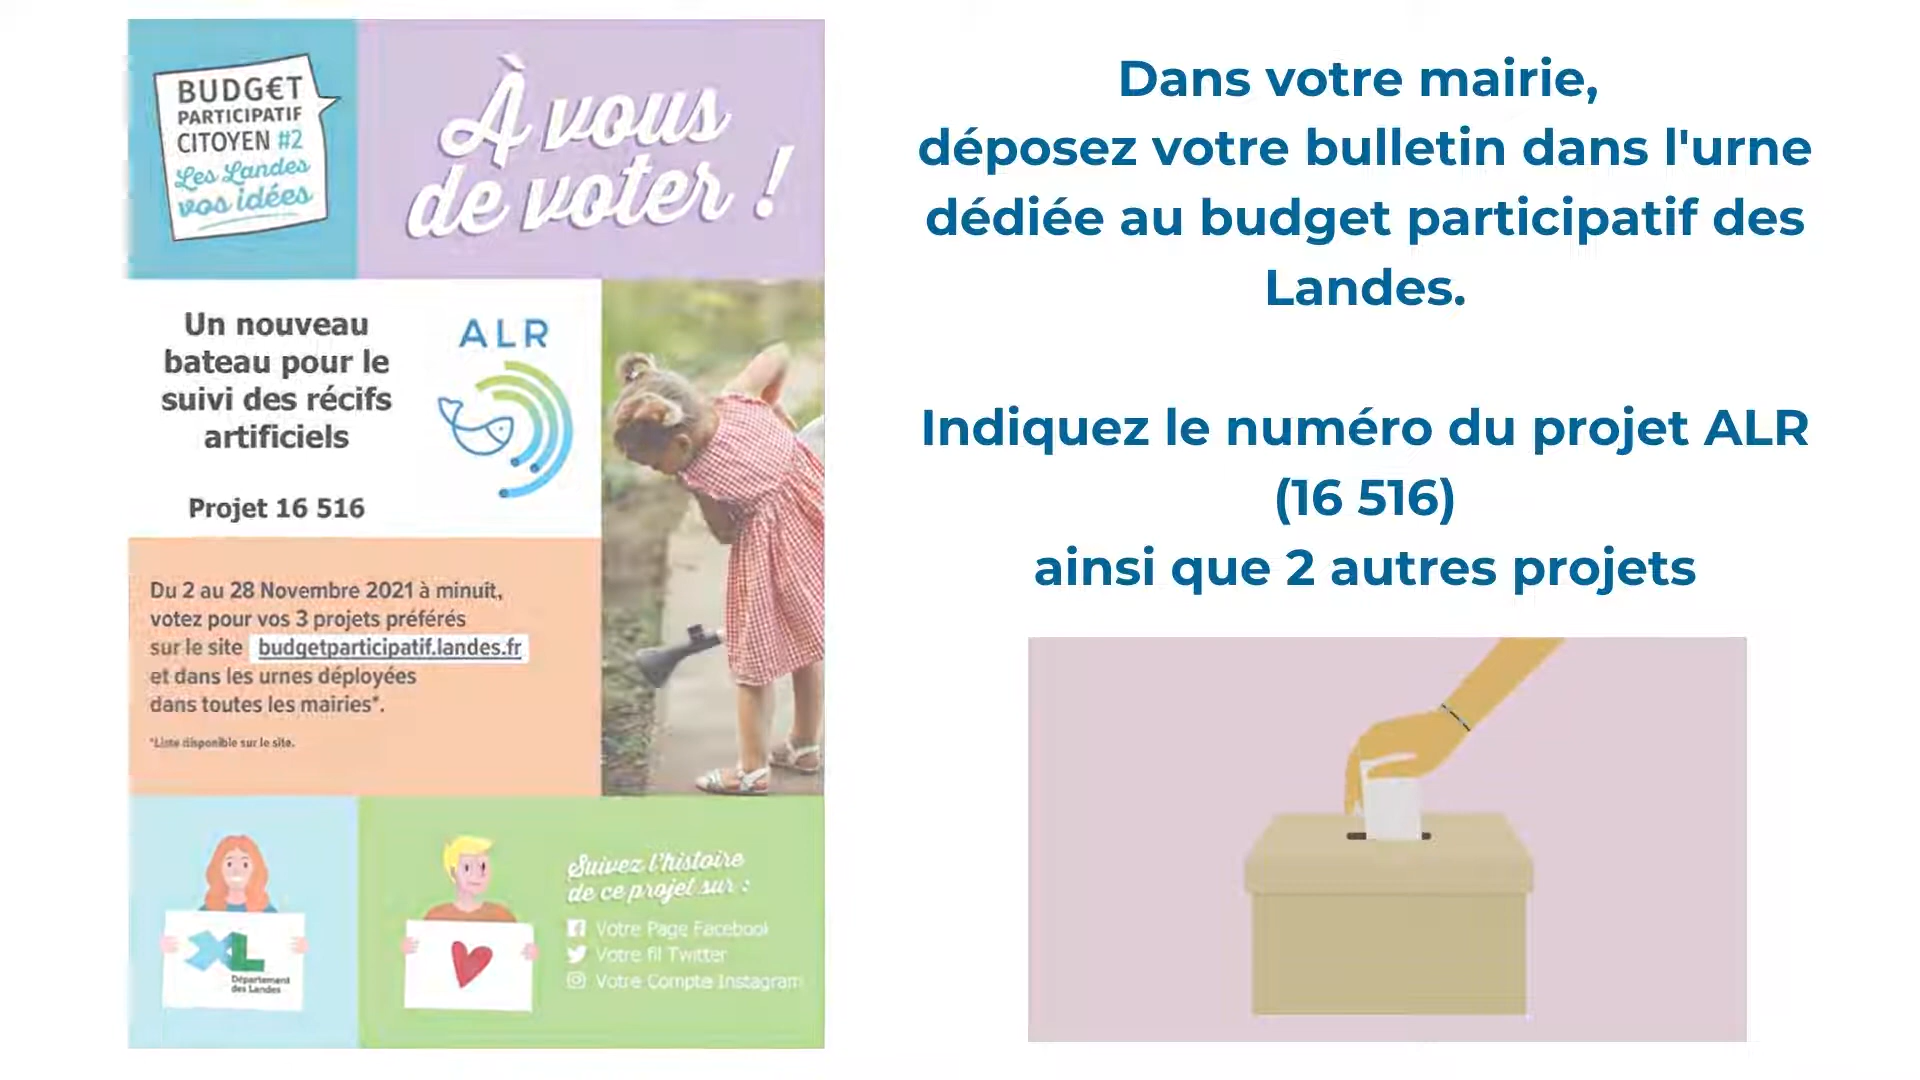 BUDG€T
PARTICIPATIF
CITOYEN #2
Les Landes
vos idées
À vous
de voter !
Un nouveau
bateau pour le
suivi des récifs
artificiels
Projet 16 516
ALR
Du 2 au 28 Novembre 2021 à minuit,
votez pour vos 3 projets préférés
sur le site budgetparticipatif.landes.fr
et dans les urnes déployées
dans toutes les mairies*.
*Liste disponible sur le site.
XL
Département
des Landes
Suivez l'histoire
de ce projet sur :
Votre Page Facebook
Votre fil Twitter
Votre Compte Instagram
Dans votre mairie,
déposez votre bulletin dans l'urne
dédiée au budget participatif des
Landes.
Indiquez le numéro du projet ALR
(16 516)
ainsi que 2 autres projets